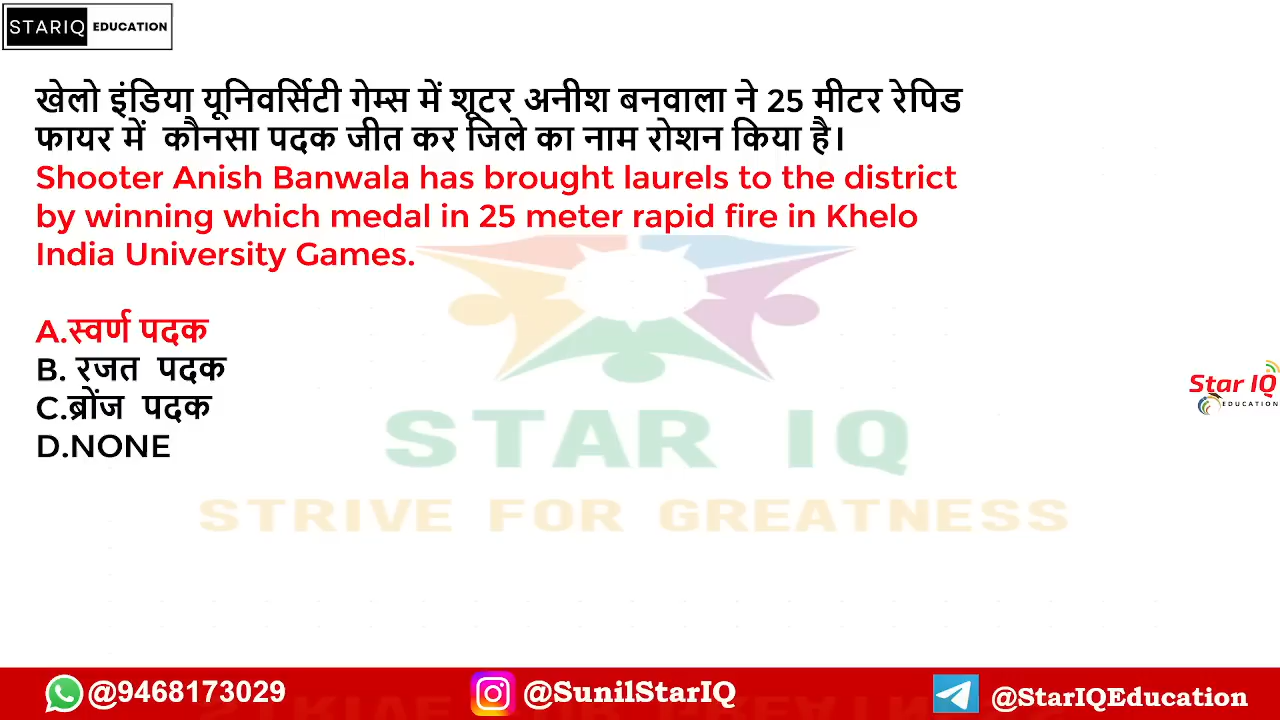 STARIQ EDUCATION
खेलो इंडिया यूनिवर्सिटी गेम्स में शूटर अनीश बनवाला ने 25 मीटर रेपिड
फायर में कौनसा पदक जीत कर जिले का नाम रोशन किया है।
Shooter Anish Banwala has brought laurels to the district
by winning which medal in 25 meter rapid fire in Khelo
India University Games.
A.स्वर्ण पदक
B. रजत पदक
C.ब्रोंज पदक
D.NONE
Star IQ
EDUCATION
STAR IQ
STRIVE FOR GREATNESS
@9468173029 @SunilStarIQ @StarIQEducation